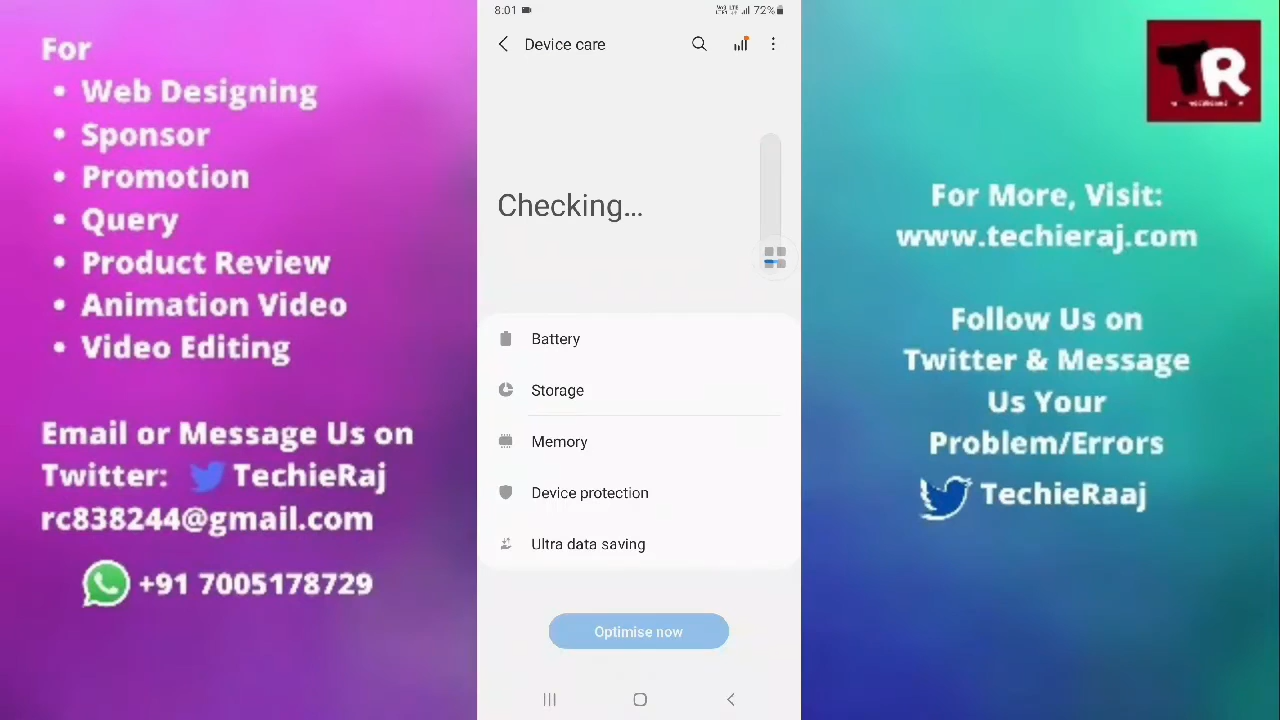 For
• Web Designing
• Sponsor
• Promotion
• Query
• Product Review
• Animation Video
• Video Editing
Email or Message Us on
Twitter: TechieRaj
rc838244@gmail.com
+91 7005178729
8:01
72%
Device care
Checking...
Battery
Storage
Memory
Device protection
Ultra data saving
Optimise now
TR
For More, Visit:
www.techieraj.com
Follow Us on
Twitter & Message
Us Your
Problem/Errors
TechieRaaj